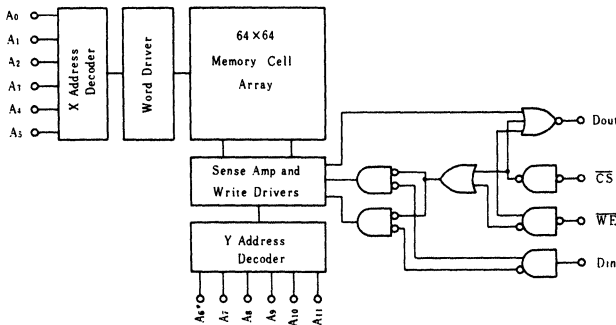 A0
A1
A2
A3
A4
A5
X Address
Decoder
Word Driver
64×64
Memory Cell
Array
Sense Amp and
Write Drivers
Y Address
Decoder
A6*
A7
A8
A9
A10
A11
Dout
CS
WE
Din